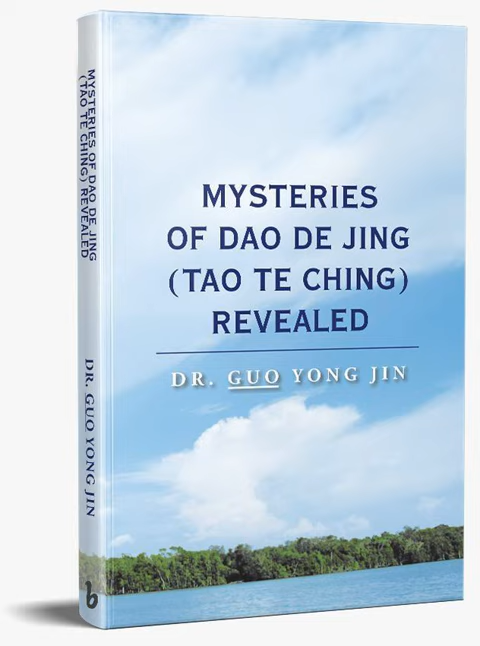 MYSTERIES OF DAO DE JING
(TAO TE CHING) REVEALED
DR. GUO YONG JIN
b
MYSTERIES
OF DAO DE JING
(TAO TE CHING)
REVEALED
DR. GUO YONG JIN